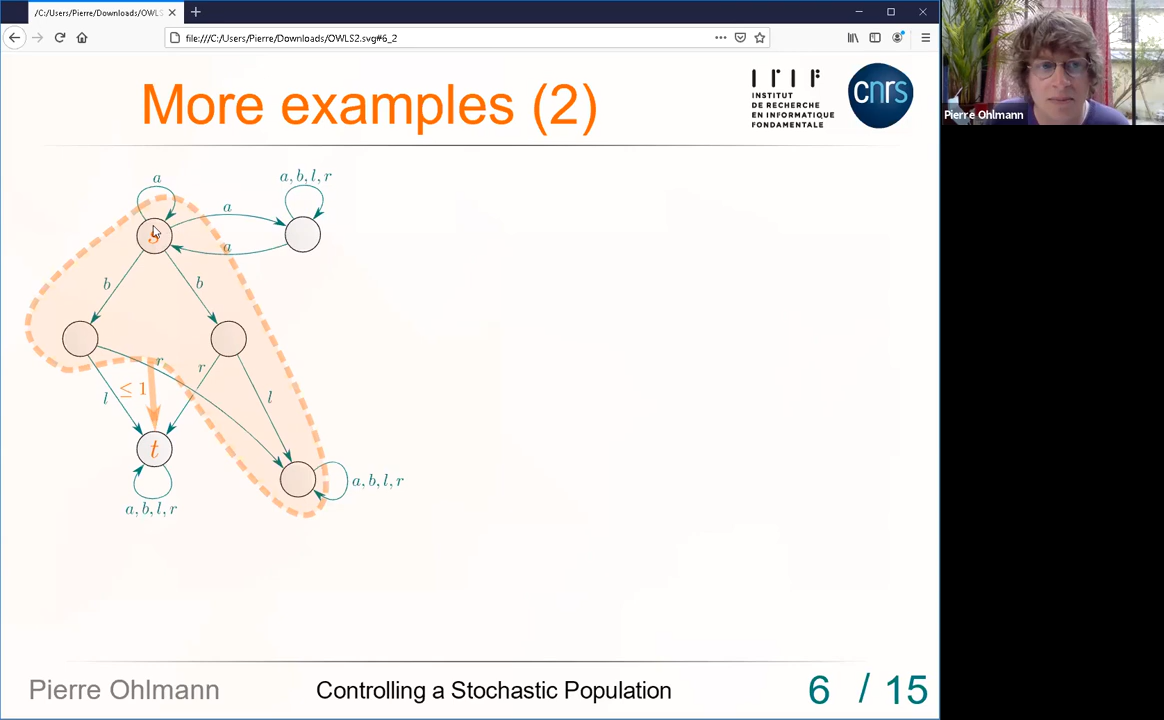 /C:/Users/Pierre/Downloads/OWLS
file:///C:/Users/Pierre/Downloads/OWLS2.svg#6_2
Pierre Ohlmann
More examples (2)
INSTITUT
DE RECHERCHE
EN INFORMATIQUE
FONDAMENTALE
cnrs
a
a, b, l, r
a
s
a
b
b
r
r
≤ 1
l
l
t
a, b, l, r
a, b, l, r
Pierre Ohlmann
Controlling a Stochastic Population
6 / 15